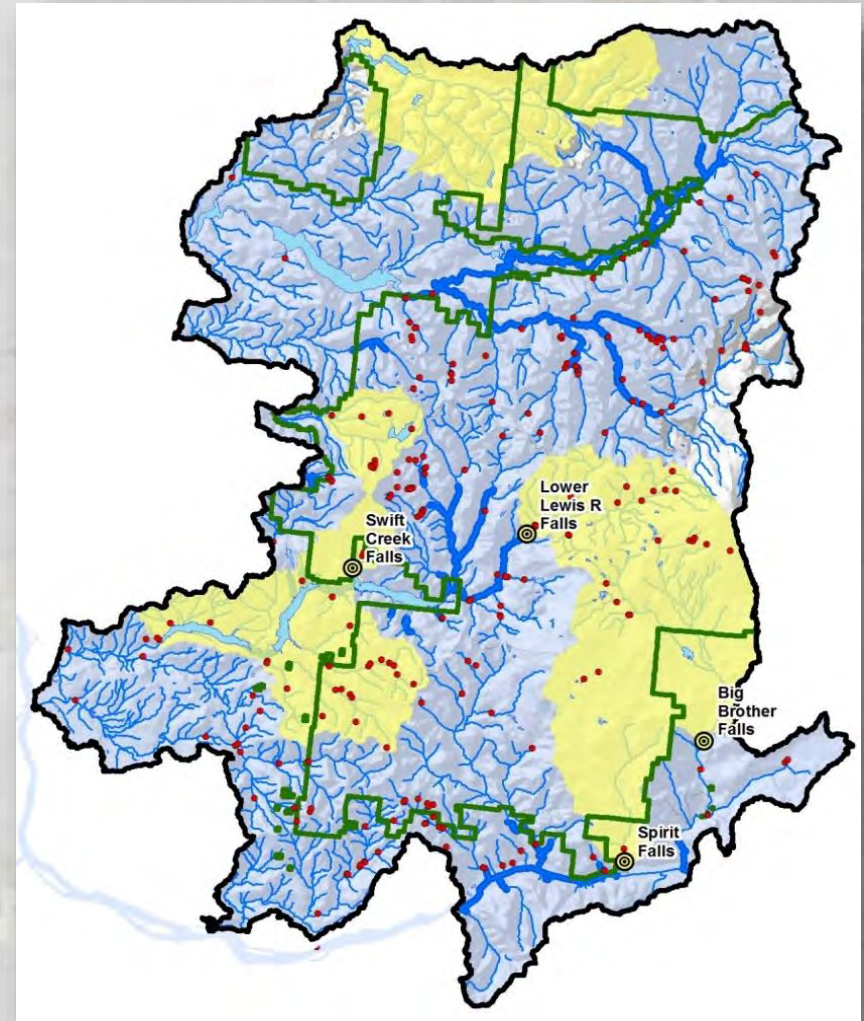 Lower
Lewis R
Falls
Swift
Creek
Falls
Big
Brother
Falls
Spirit
Falls